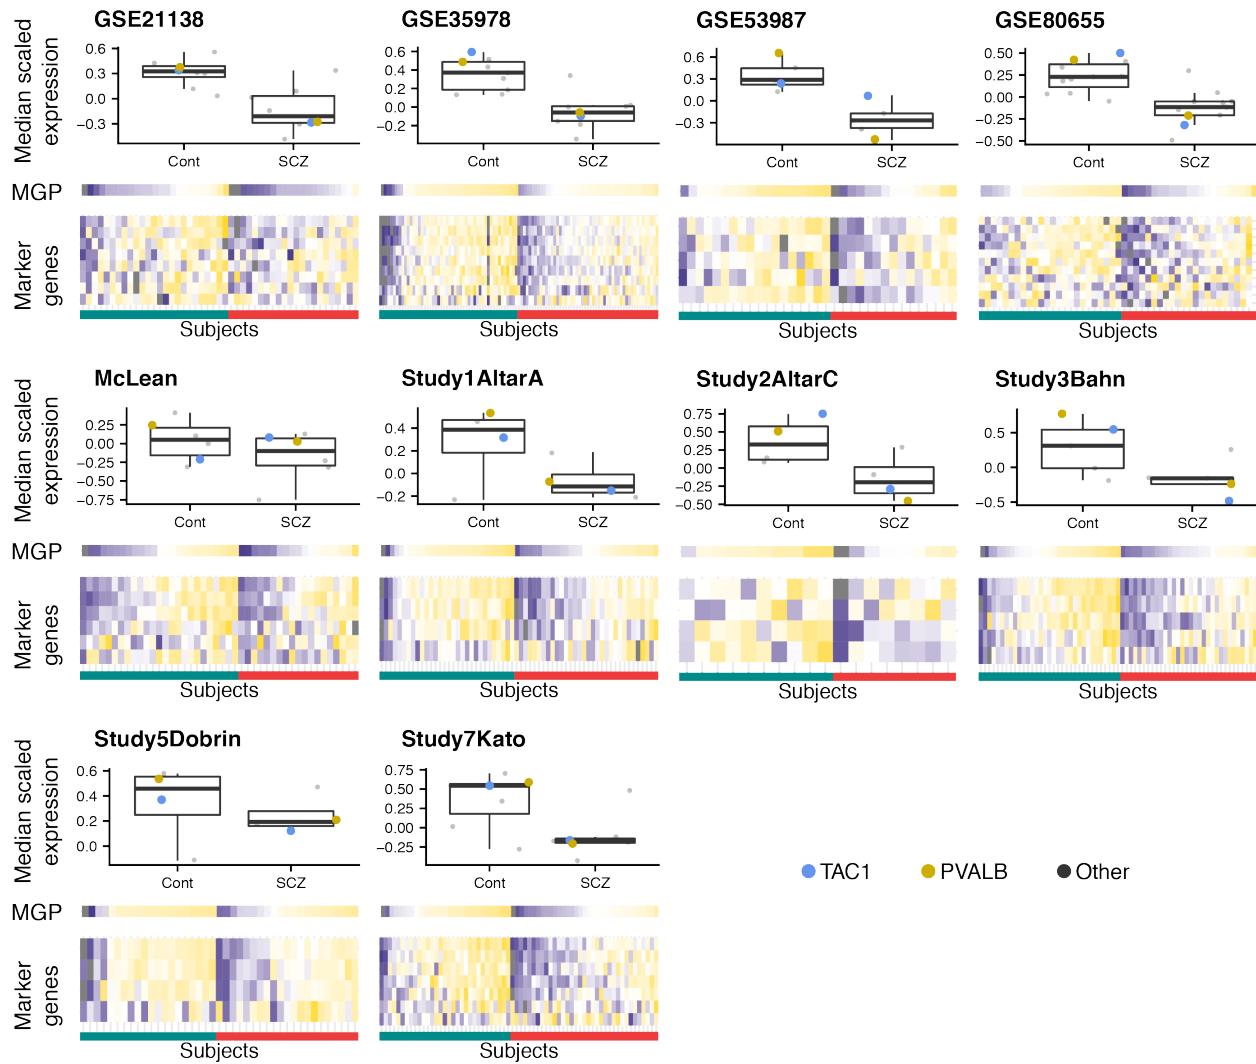 GSE21138
GSE35978
GSE53987
GSE80655
Median scaled
expression
0.6
0.3
0.0
−0.3
Cont
SCZ
0.6
0.4
0.2
0.0
−0.2
Cont
SCZ
0.6
0.3
0.0
−0.3
Cont
SCZ
0.50
0.25
0.00
−0.25
−0.50
Cont
SCZ
MGP
Marker
genes
Subjects
Subjects
Subjects
Subjects
McLean
Study1AltarA
Study2AltarC
Study3Bahn
Median scaled
expression
0.25
0.00
−0.25
−0.50
−0.75
Cont
SCZ
0.4
0.2
0.0
−0.2
Cont
SCZ
0.75
0.50
0.25
0.00
−0.25
−0.50
Cont
SCZ
0.5
0.0
−0.5
Cont
SCZ
MGP
Marker
genes
Subjects
Subjects
Subjects
Subjects
Study5Dobrin
Study7Kato
Median scaled
expression
0.6
0.4
0.2
0.0
Cont
SCZ
0.75
0.50
0.25
0.00
−0.25
Cont
SCZ
TAC1
PVALB
Other
MGP
Marker
genes
Subjects
Subjects